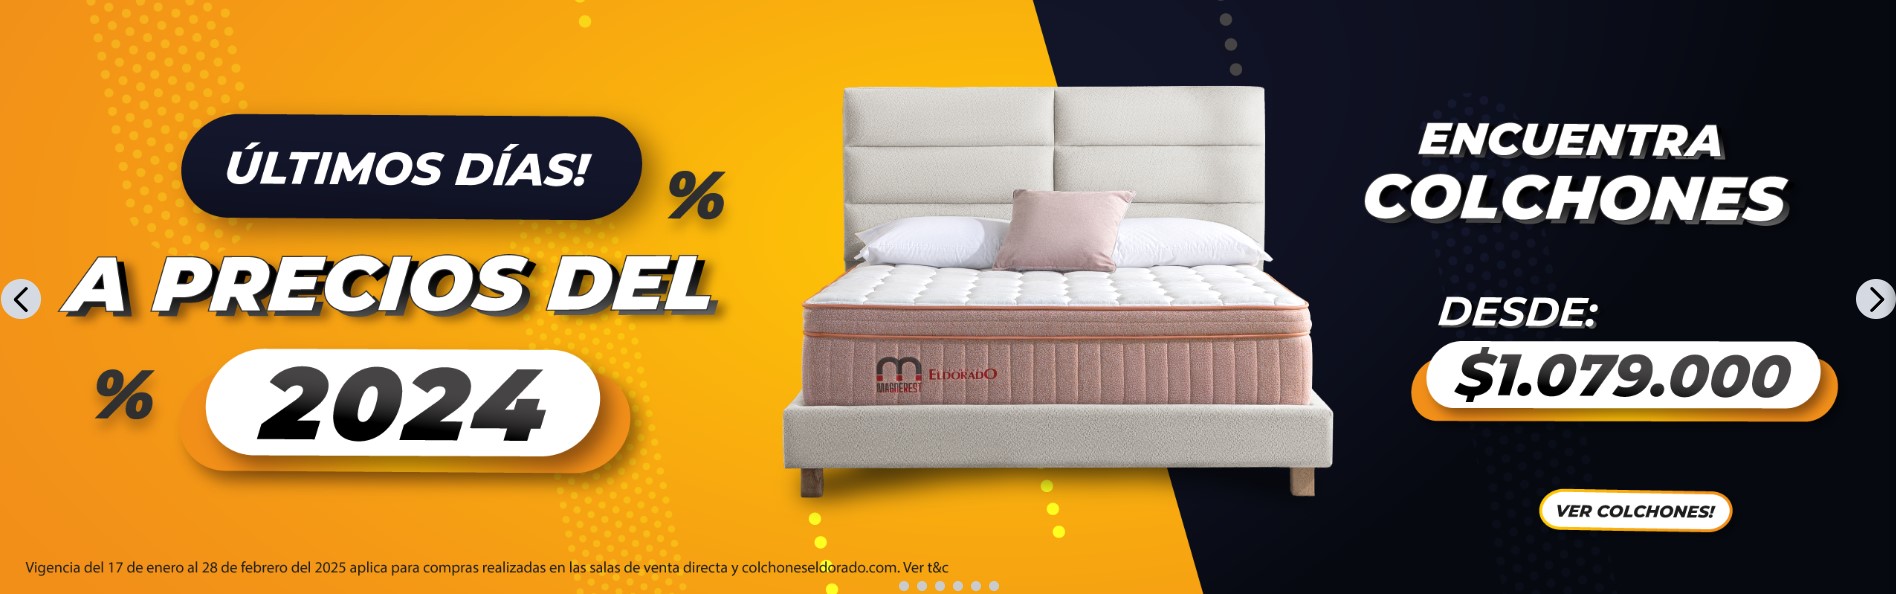 ÚLTIMOS DÍAS!
%
A PRECIOS DEL
%
2024
MAGNEREST ELDORADO
ENCUENTRA
COLCHONES
DESDE:
$1.079.000
VER COLCHONES!
Vigencia del 17 de enero al 28 de febrero del 2025 aplica para compras realizadas en las salas de venta directa y colchoneseldorado.com. Ver t&c